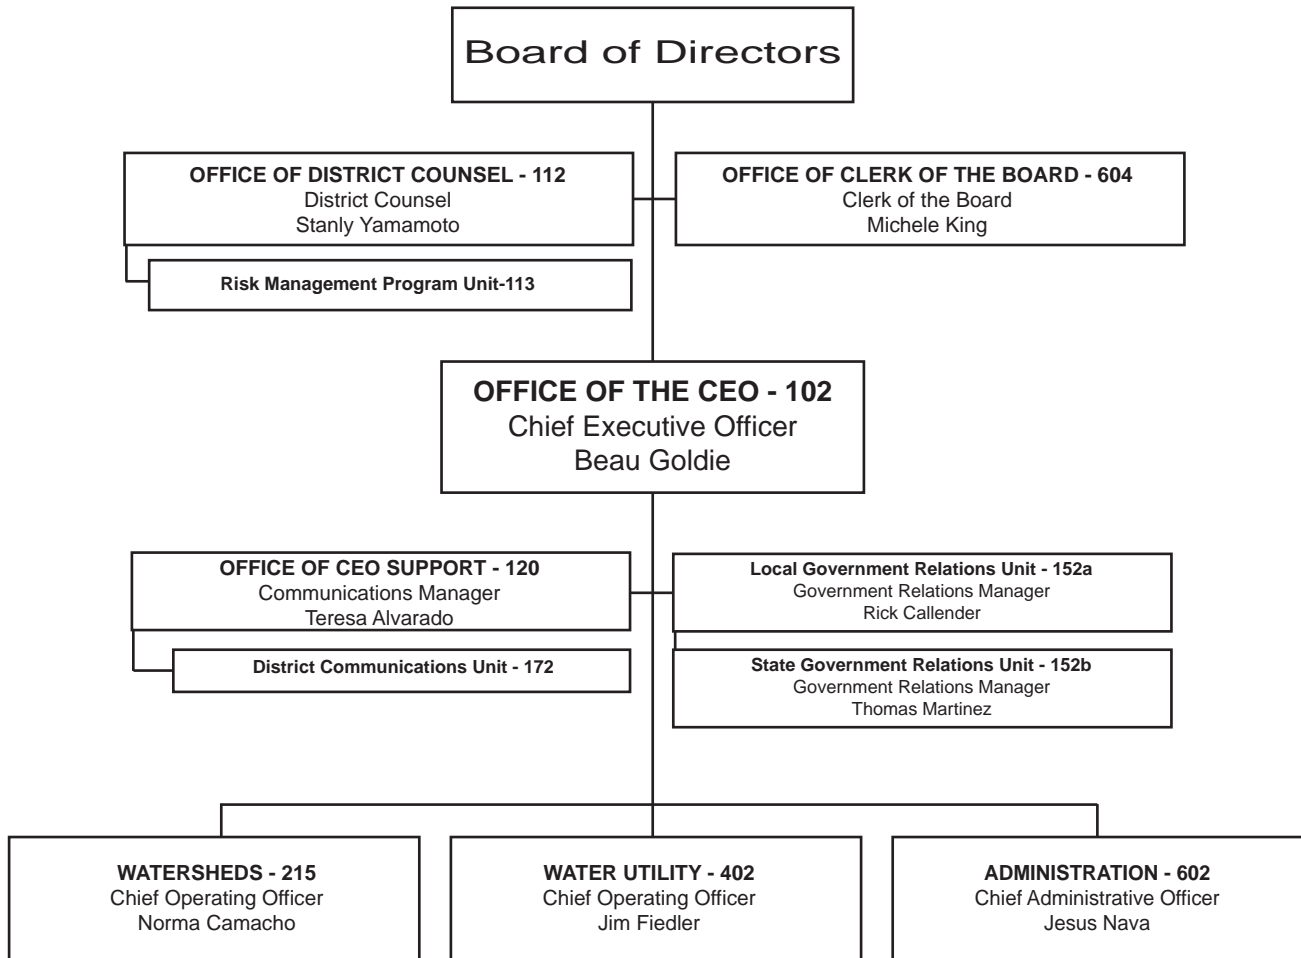 Board of Directors
OFFICE OF DISTRICT COUNSEL - 112
District Counsel
Stanly Yamamoto
OFFICE OF CLERK OF THE BOARD - 604
Clerk of the Board
Michele King
Risk Management Program Unit-113
OFFICE OF THE CEO - 102
Chief Executive Officer
Beau Goldie
OFFICE OF CEO SUPPORT - 120
Communications Manager
Teresa Alvarado
Local Government Relations Unit - 152a
Government Relations Manager
Rick Callender
District Communications Unit - 172
State Government Relations Unit - 152b
Government Relations Manager
Thomas Martinez
WATERSHEDS - 215
Chief Operating Officer
Norma Camacho
WATER UTILITY - 402
Chief Operating Officer
Jim Fiedler
ADMINISTRATION - 602
Chief Administrative Officer
Jesus Nava